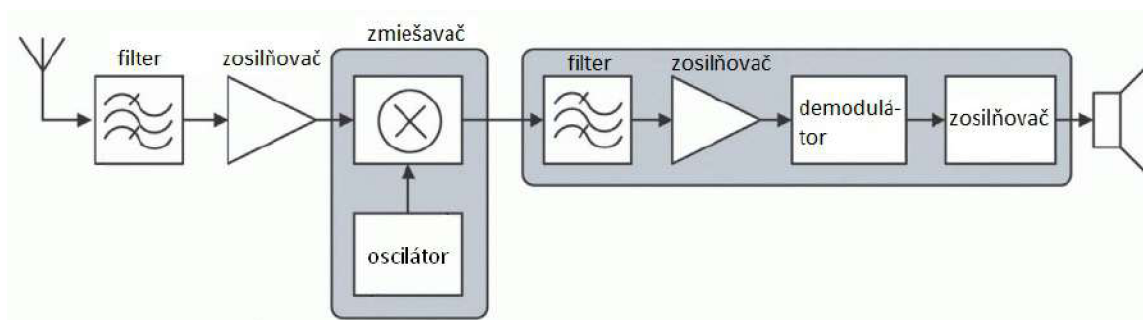 zmiešavač
filter
zosilňovač
filter
zosilňovač
demodulá-
tor
zosilňovač
oscilátor